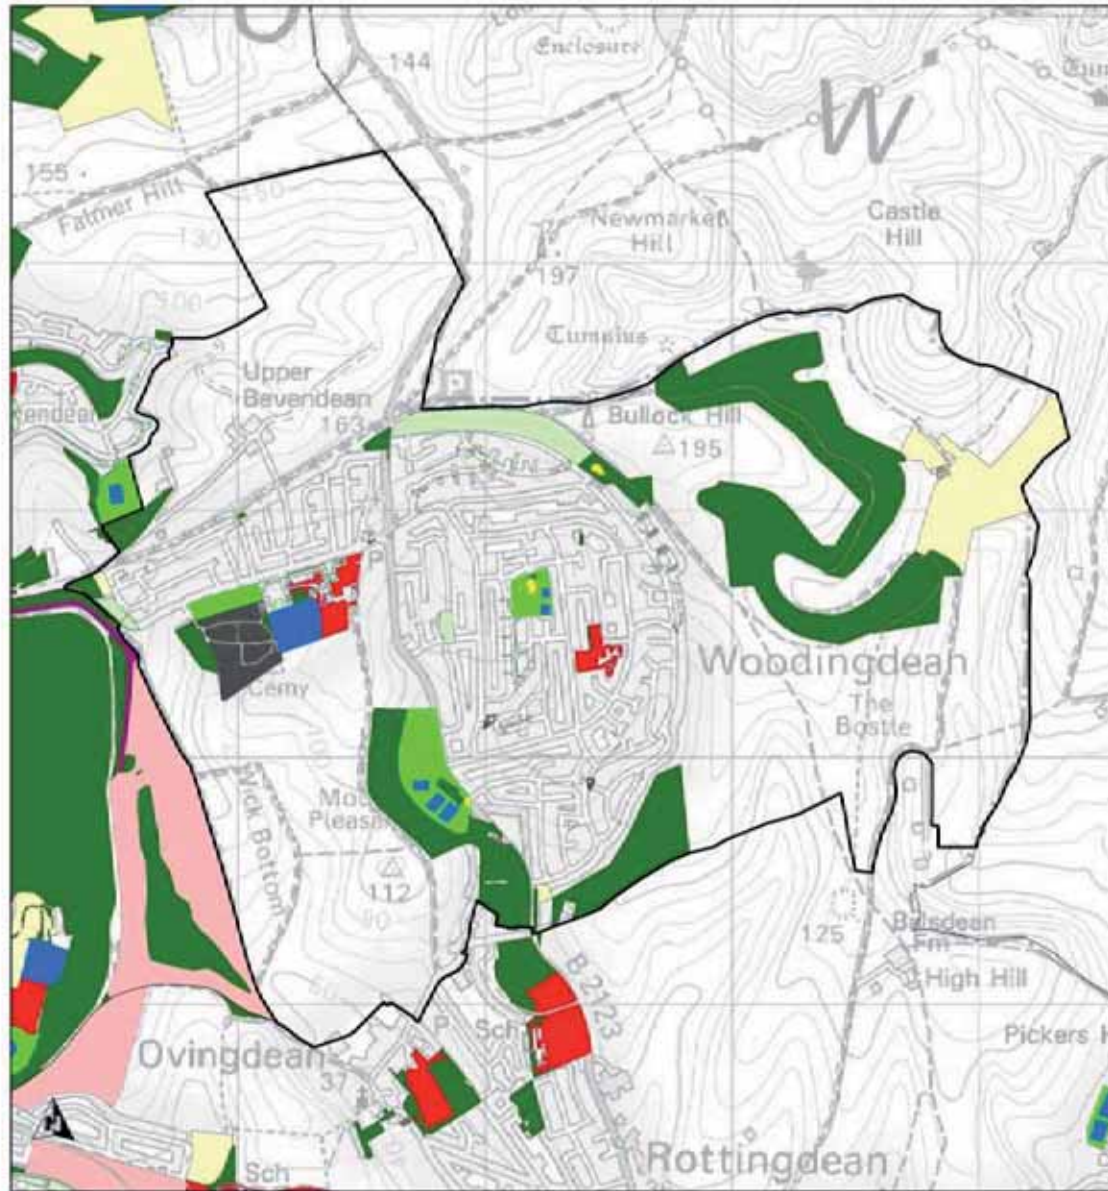 Enclosure
144
W
155
Falmer Hill
130
Newmarket
Hill
Castle
Hill
197
100
Tumulus
Upper
Bevendean
163
Bullock Hill
195
Woodingdean
Cemy
The
Bostle
Wick Bottom
112
90
125
Balsdean
Fm
B 2123
High Hill
P
Sch
Pickers
Ovingdean
37
Rottingdean
Sch